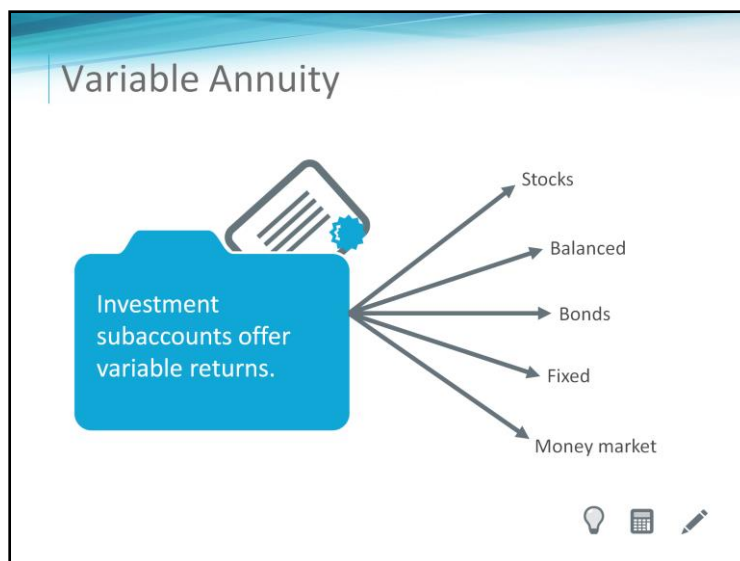 Variable Annuity
Investment
subaccounts offer
variable returns.
Stocks
Balanced
Bonds
Fixed
Money market